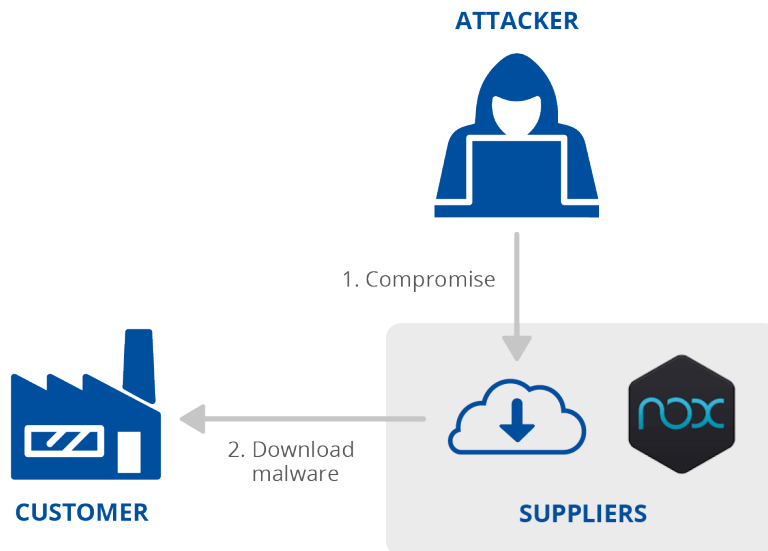 ATTACKER
1. Compromise
nox
2. Download
malware
CUSTOMER
SUPPLIERS